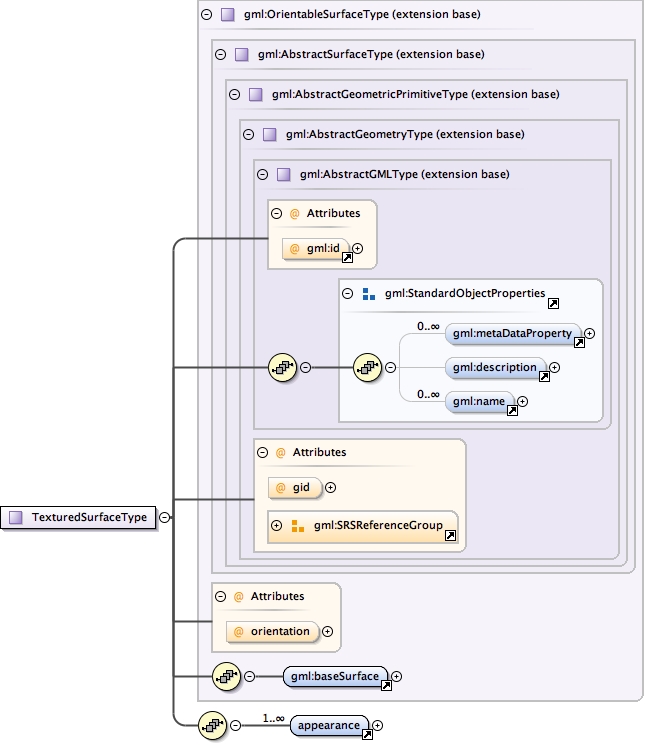 gml:OrientableSurfaceType (extension base)
gml:AbstractSurfaceType (extension base)
gml:AbstractGeometricPrimitiveType (extension base)
gml:AbstractGeometryType (extension base)
gml:AbstractGMLType (extension base)
@ Attributes
@ gml:id
gml:StandardObjectProperties
0..∞
gml:metaDataProperty
gml:description
0..∞
gml:name
@ Attributes
@ gid
gml:SRSReferenceGroup
TexturedSurfaceType
@ Attributes
@ orientation
gml:baseSurface
1..∞
appearance